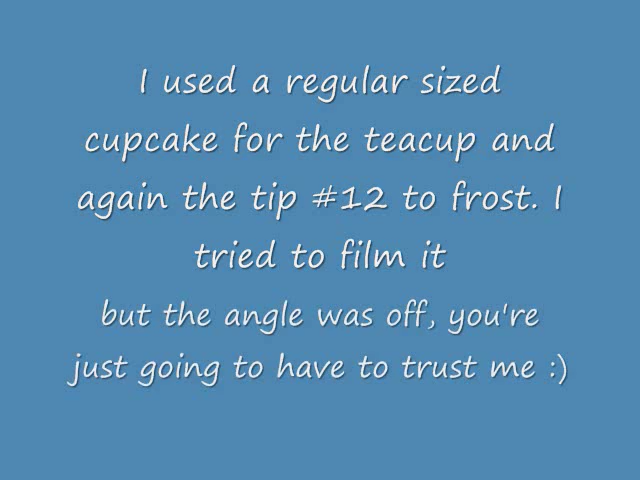 I used a regular sized
cupcake for the teacup and
again the tip #12 to frost. I
tried to film it
but the angle was off, you're
just going to have to trust me :)